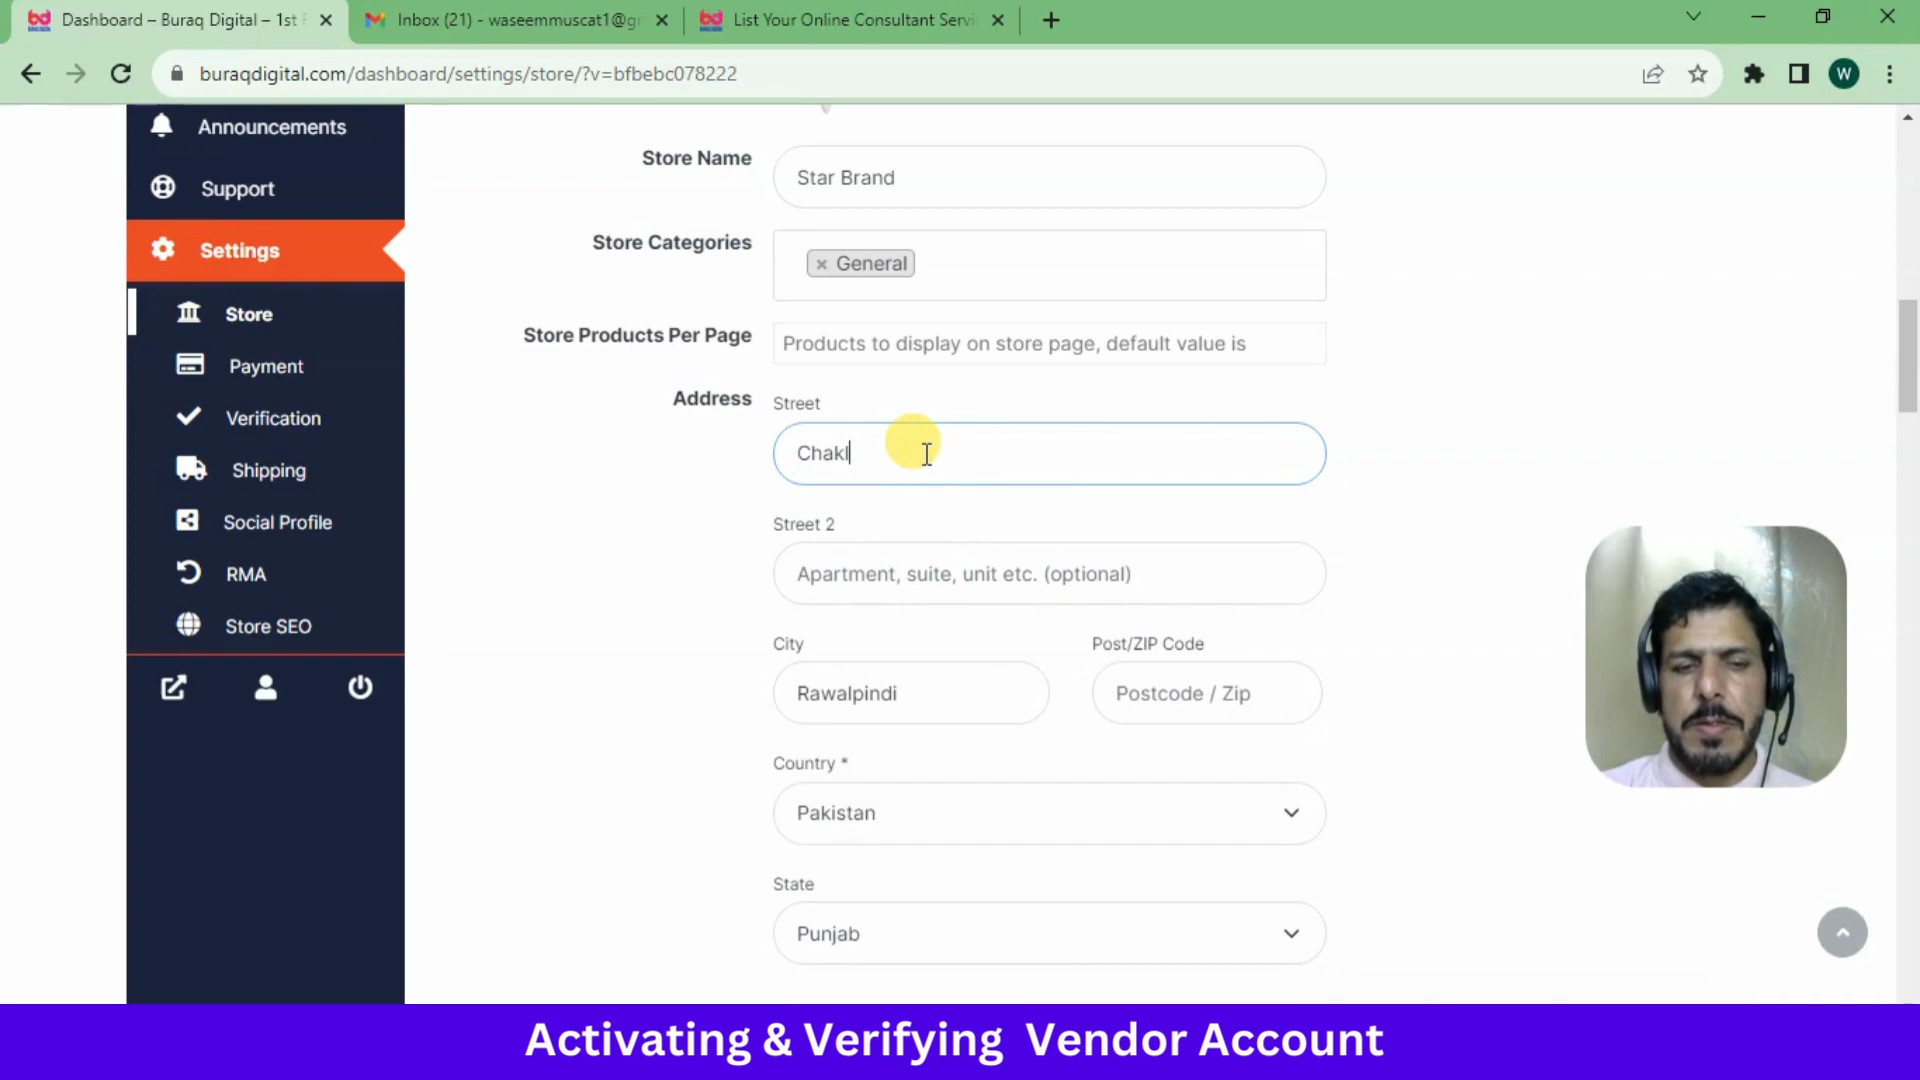 Dashboard – Buraq Digital – 1st
Inbox (21) - waseemmuscat1@g
List Your Online Consultant Servi
buraqdigital.com/dashboard/settings/store/?v=bfbebc078222
W
Announcements
Support
Settings
Store
Payment
Verification
Shipping
Social Profile
RMA
Store SEO
Store Name
Star Brand
Store Categories
× General
Store Products Per Page
Products to display on store page, default value is
Address
Street
Chakl
Street 2
Apartment, suite, unit etc. (optional)
City
Post/ZIP Code
Rawalpindi
Postcode / Zip
Country *
Pakistan
State
Punjab
Activating & Verifying Vendor Account